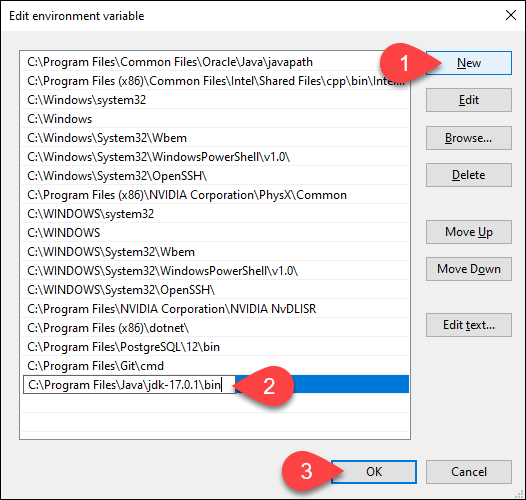 Edit environment variable
C:\Program Files\Common Files\Oracle\Java\javapath
C:\Program Files (x86)\Common Files\Intel\Shared Files\cpp\bin\Intel...
C:\Windows\system32
C:\Windows
C:\Windows\System32\Wbem
C:\Windows\System32\WindowsPowerShell\v1.0\
C:\Windows\System32\OpenSSH\
C:\Program Files (x86)\NVIDIA Corporation\PhysX\Common
C:\WINDOWS\system32
C:\WINDOWS
C:\WINDOWS\System32\Wbem
C:\WINDOWS\System32\WindowsPowerShell\v1.0\
C:\WINDOWS\System32\OpenSSH\
C:\Program Files\NVIDIA Corporation\NVIDIA NvDLISR
C:\Program Files (x86)\dotnet\
C:\Program Files\PostgreSQL\12\bin
C:\Program Files\Git\cmd
C:\Program Files\Java\jdk-17.0.1\bin
2
1
New
Edit
Browse...
Delete
Move Up
Move Down
Edit text...
3
OK
Cancel